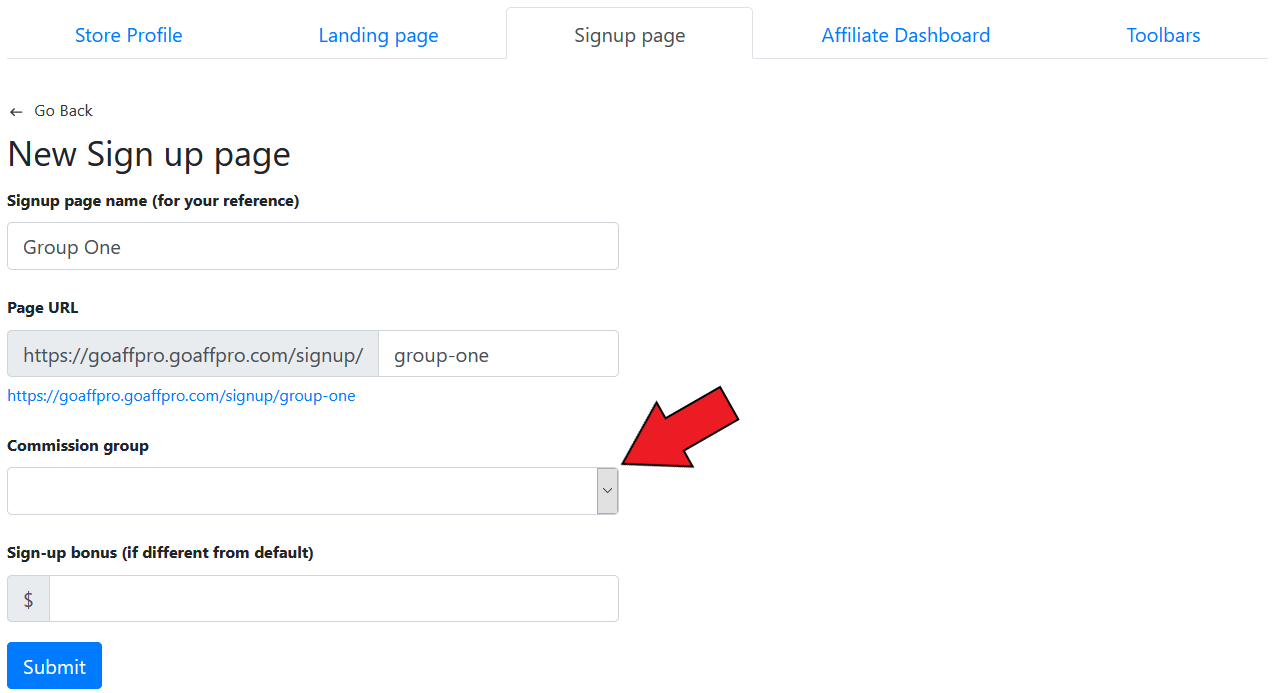 Store Profile Landing page Signup page Affiliate Dashboard Toolbars
← Go Back
New Sign up page
Signup page name (for your reference)
Group One
Page URL
https://goaffpro.goaffpro.com/signup/ group-one
https://goaffpro.goaffpro.com/signup/group-one
Commission group
Sign-up bonus (if different from default)
$
Submit